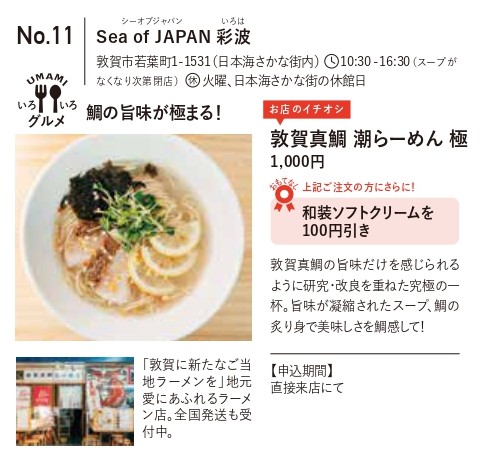 No.11
シーオブジャパン いろは
Sea of JAPAN 彩波
敦賀市若葉町1-1531（日本海さかな街内） 10:30-16:30（スープが
なくなり次第閉店） 休 火曜、日本海さかな街の休館日
UMAMI
いろ いろ
グルメ
鯛の旨味が極まる！
お店のイチオシ
敦賀真鯛 潮らーめん 極
1,000円
おもてなし
上記ご注文の方にさらに！
和装ソフトクリームを
100円引き
敦賀真鯛の旨味だけを感じられる
ように研究・改良を重ねた究極の一
杯。旨味が凝縮されたスープ、鯛の
炙り身で美味しさを鯛感して！
「敦賀に新たなご当
地ラーメンを」地元
愛にあふれるラーメ
ン店。全国発送も受
付中。
【申込期間】
直接来店にて